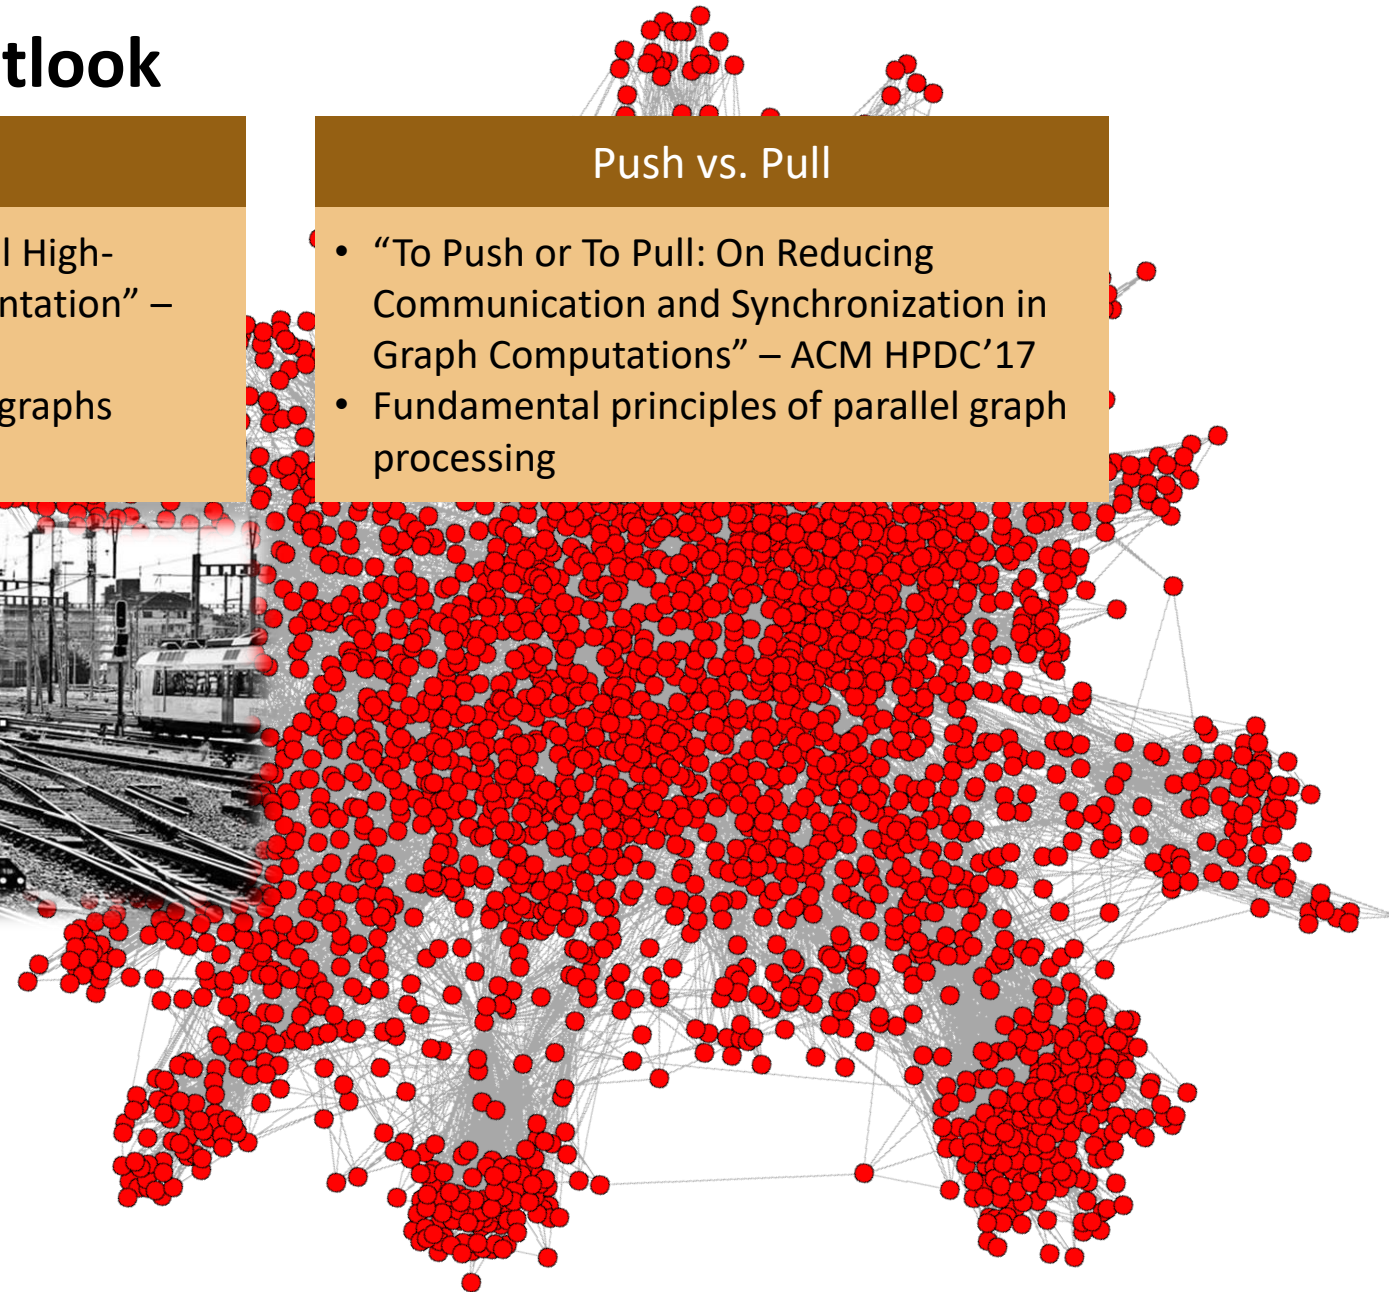 tlook
l High-
ntation” –
graphs
Push vs. Pull
• “To Push or To Pull: On Reducing
Communication and Synchronization in
Graph Computations” – ACM HPDC’17
• Fundamental principles of parallel graph
processing